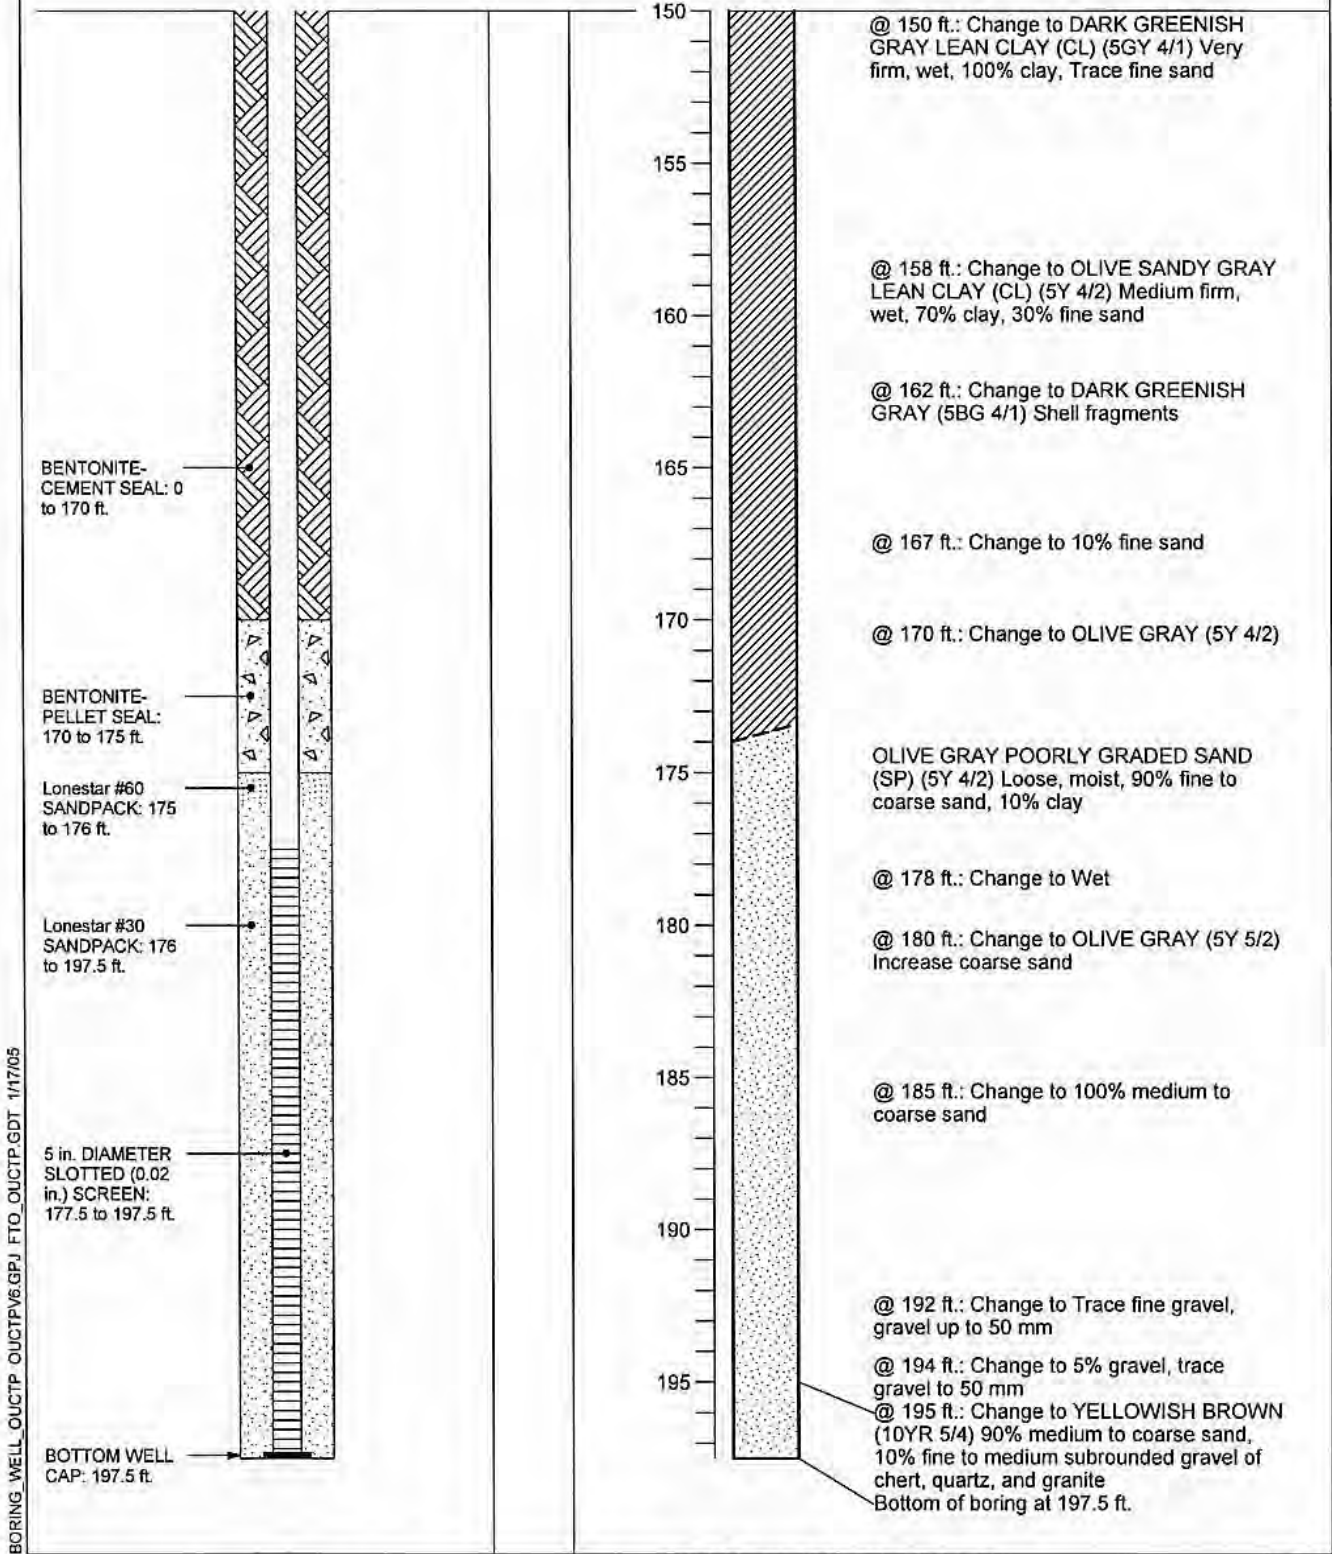 150
@ 150 ft.: Change to DARK GREENISH
GRAY LEAN CLAY (CL) (5GY 4/1) Very
firm, wet, 100% clay, Trace fine sand
155
@ 158 ft.: Change to OLIVE SANDY GRAY
LEAN CLAY (CL) (5Y 4/2) Medium firm,
wet, 70% clay, 30% fine sand
160
@ 162 ft.: Change to DARK GREENISH
GRAY (5BG 4/1) Shell fragments
BENTONITE-
CEMENT SEAL: 0
to 170 ft.
165
@ 167 ft.: Change to 10% fine sand
170
@ 170 ft.: Change to OLIVE GRAY (5Y 4/2)
BENTONITE-
PELLET SEAL:
170 to 175 ft.
Lonestar #60
SANDPACK: 175
to 176 ft.
175
OLIVE GRAY POORLY GRADED SAND
(SP) (5Y 4/2) Loose, moist, 90% fine to
coarse sand, 10% clay
@ 178 ft.: Change to Wet
Lonestar #30
SANDPACK: 176
to 197.5 ft.
180
@ 180 ft.: Change to OLIVE GRAY (5Y 5/2)
Increase coarse sand
185
@ 185 ft.: Change to 100% medium to
coarse sand
5 in. DIAMETER
SLOTTED (0.02
in.) SCREEN:
177.5 to 197.5 ft.
190
@ 192 ft.: Change to Trace fine gravel,
gravel up to 50 mm
@ 194 ft.: Change to 5% gravel, trace
gravel to 50 mm
195
@ 195 ft.: Change to YELLOWISH BROWN
(10YR 5/4) 90% medium to coarse sand,
10% fine to medium subrounded gravel of
chert, quartz, and granite
Bottom of boring at 197.5 ft.
BOTTOM WELL
CAP: 197.5 ft.
BORING_WELL_OUCTP OUCTPV6.GPJ FTO_OUCTP.GDT 1/17/05